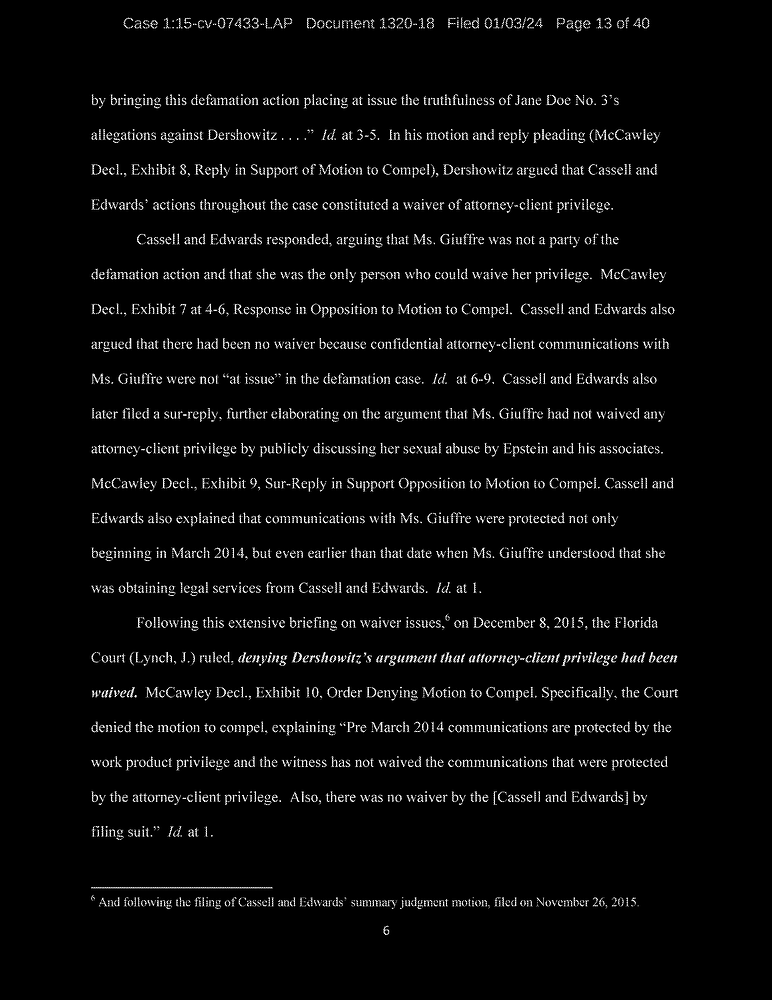 Case 1:15-cv-07433-LAP Document 1320-18 Filed 01/03/24 Page 13 of 40
by bringing this defamation action placing at issue the truthfulness of Jane Doe No. 3’s
allegations against Dershowitz . . . .” Id. at 3-5. In his motion and reply pleading (McCawley
Decl., Exhibit 8, Reply in Support of Motion to Compel), Dershowitz argued that Cassell and
Edwards’ actions throughout the case constituted a waiver of attorney-client privilege.
Cassell and Edwards responded, arguing that Ms. Giuffre was not a party of the
defamation action and that she was the only person who could waive her privilege. McCawley
Decl., Exhibit 7 at 4-6, Response in Opposition to Motion to Compel. Cassell and Edwards also
argued that there had been no waiver because confidential attorney-client communications with
Ms. Giuffre were not “at issue” in the defamation case. Id. at 6-9. Cassell and Edwards also
later filed a sur-reply, further elaborating on the argument that Ms. Giuffre had not waived any
attorney-client privilege by publicly discussing her sexual abuse by Epstein and his associates.
McCawley Decl., Exhibit 9, Sur-Reply in Support Opposition to Motion to Compel. Cassell and
Edwards also explained that communications with Ms. Giuffre were protected not only
beginning in March 2014, but even earlier than that date when Ms. Giuffre understood that she
was obtaining legal services from Cassell and Edwards. Id. at 1.
Following this extensive briefing on waiver issues,6 on December 8, 2015, the Florida
Court (Lynch, J.) ruled, denying Dershowitz’s argument that attorney-client privilege had been
waived. McCawley Decl., Exhibit 10, Order Denying Motion to Compel. Specifically, the Court
denied the motion to compel, explaining “Pre March 2014 communications are protected by the
work product privilege and the witness has not waived the communications that were protected
by the attorney-client privilege. Also, there was no waiver by the [Cassell and Edwards] by
filing suit.” Id. at 1.
6 And following the filing of Cassell and Edwards’ summary judgment motion, filed on November 26, 2015.
6